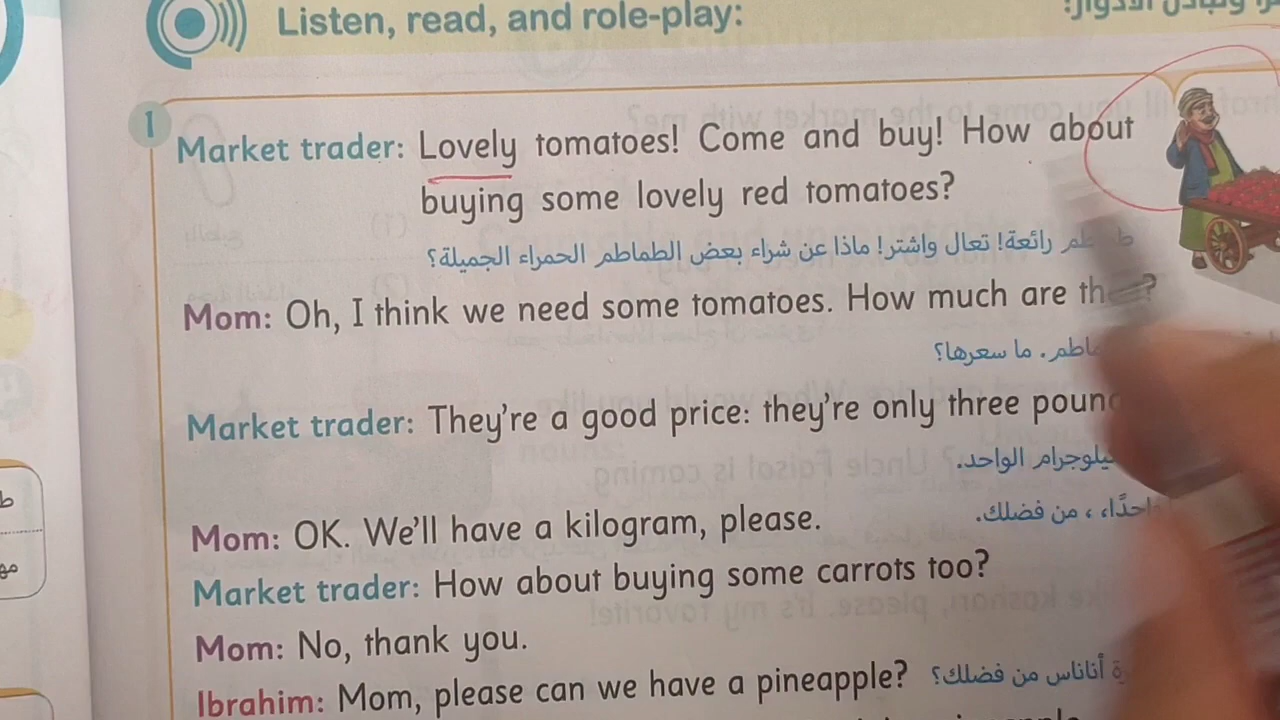 Listen, read, and role-play:
وتبادل الأدوار:
1
Market trader: Lovely tomatoes! Come and buy! How about
buying some lovely red tomatoes?
رائعة! تعال واشتر! ماذا عن شراء بعض الطماطم الحمراء الجميلة؟
Mom: Oh, I think we need some tomatoes. How much are
ما سعرها؟
Market trader: They're a good price: they're only three
الواحد.
Mom: OK. We'll have a kilogram, please.
، من فضلك.
Market trader: How about buying some carrots too?
Mom: No, thank you.
Ibrahim: Mom, please can we have a pineapple?
أناناس من فضلك؟